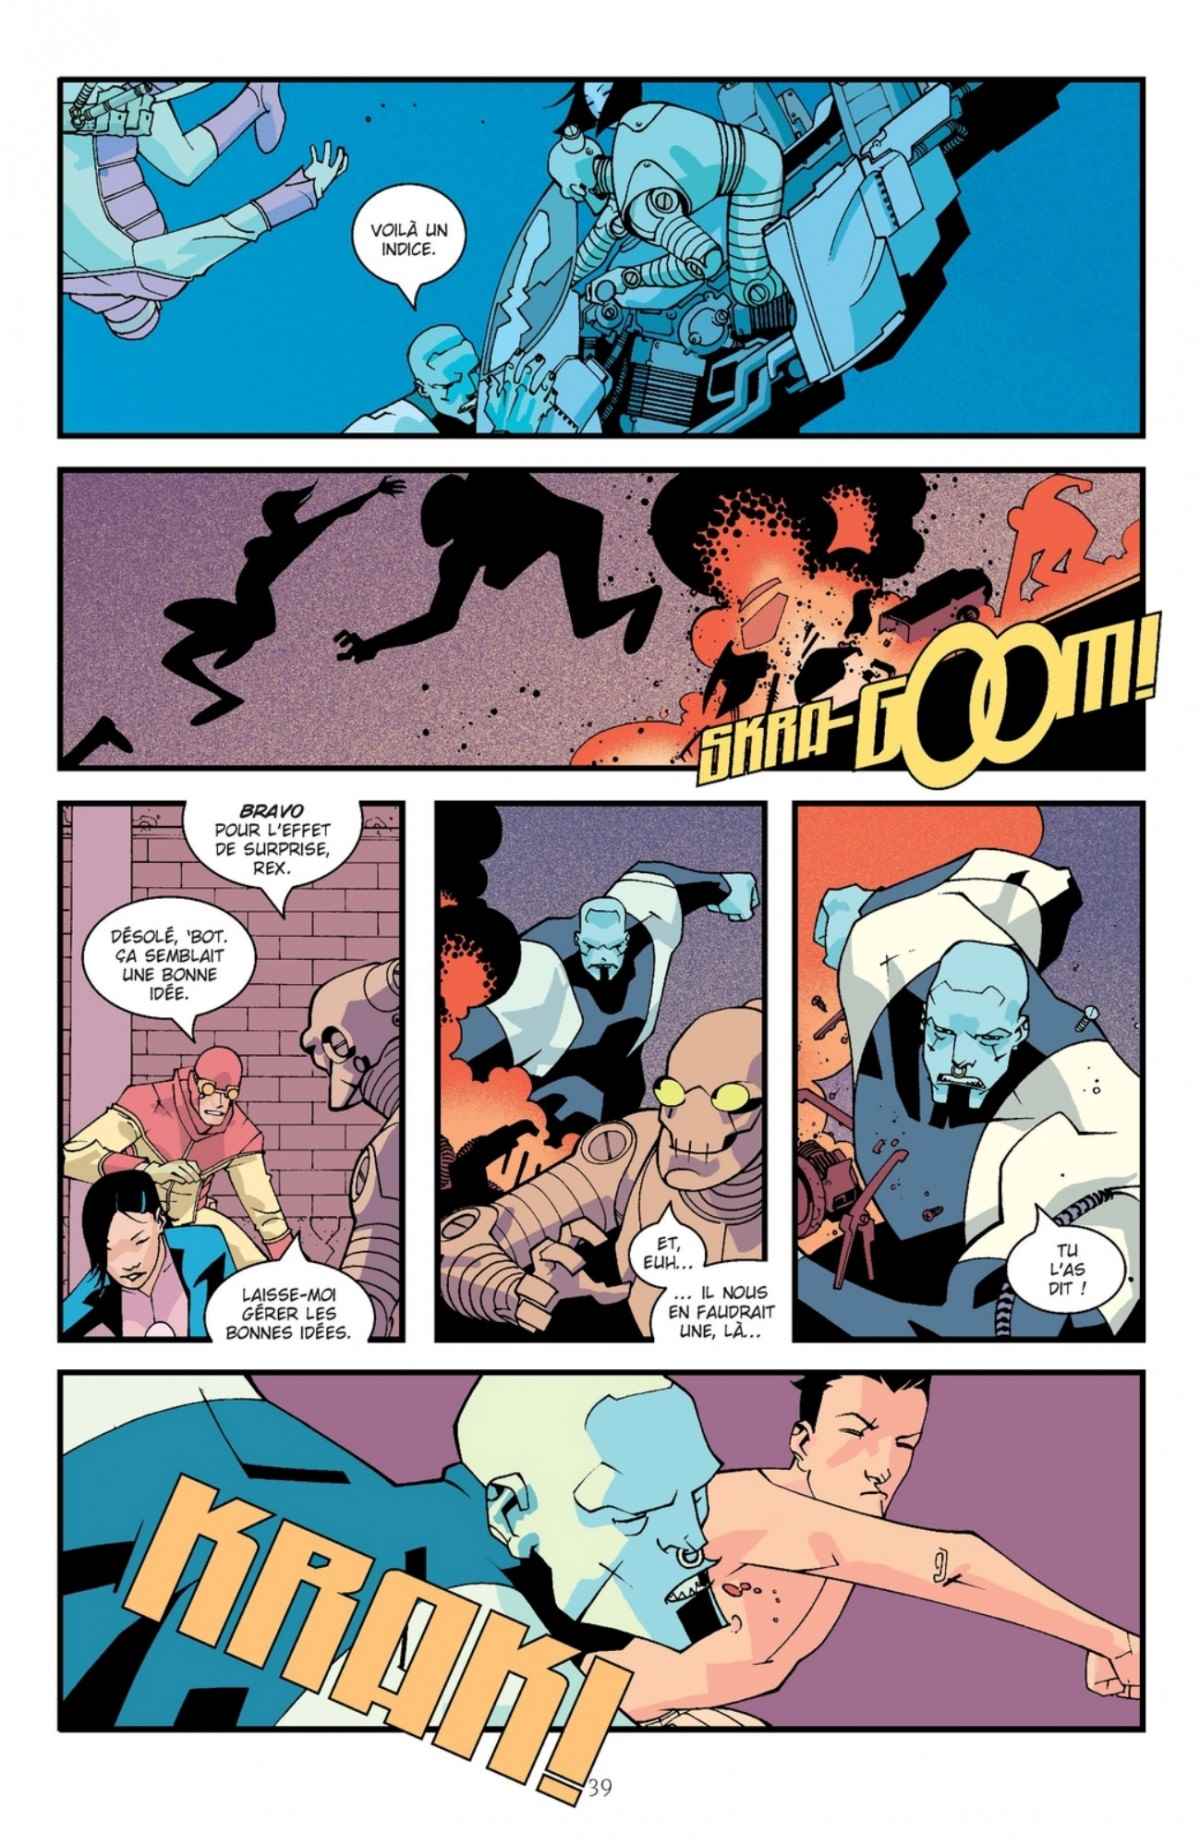 VOILÀ UN
INDICE.
SKRA-GOOM!
BRAVO
POUR L'EFFET
DE SURPRISE,
REX.
DÉSOLÉ, 'BOT.
ÇA SEMBLAIT
UNE BONNE
IDÉE.
LAISSE-MOI
GÉRER LES
BONNES IDÉES.
ET,
EUH...
... IL NOUS
EN FAUDRAIT
UNE, LÀ...
TU
L'AS
DIT !
KRAK!
39